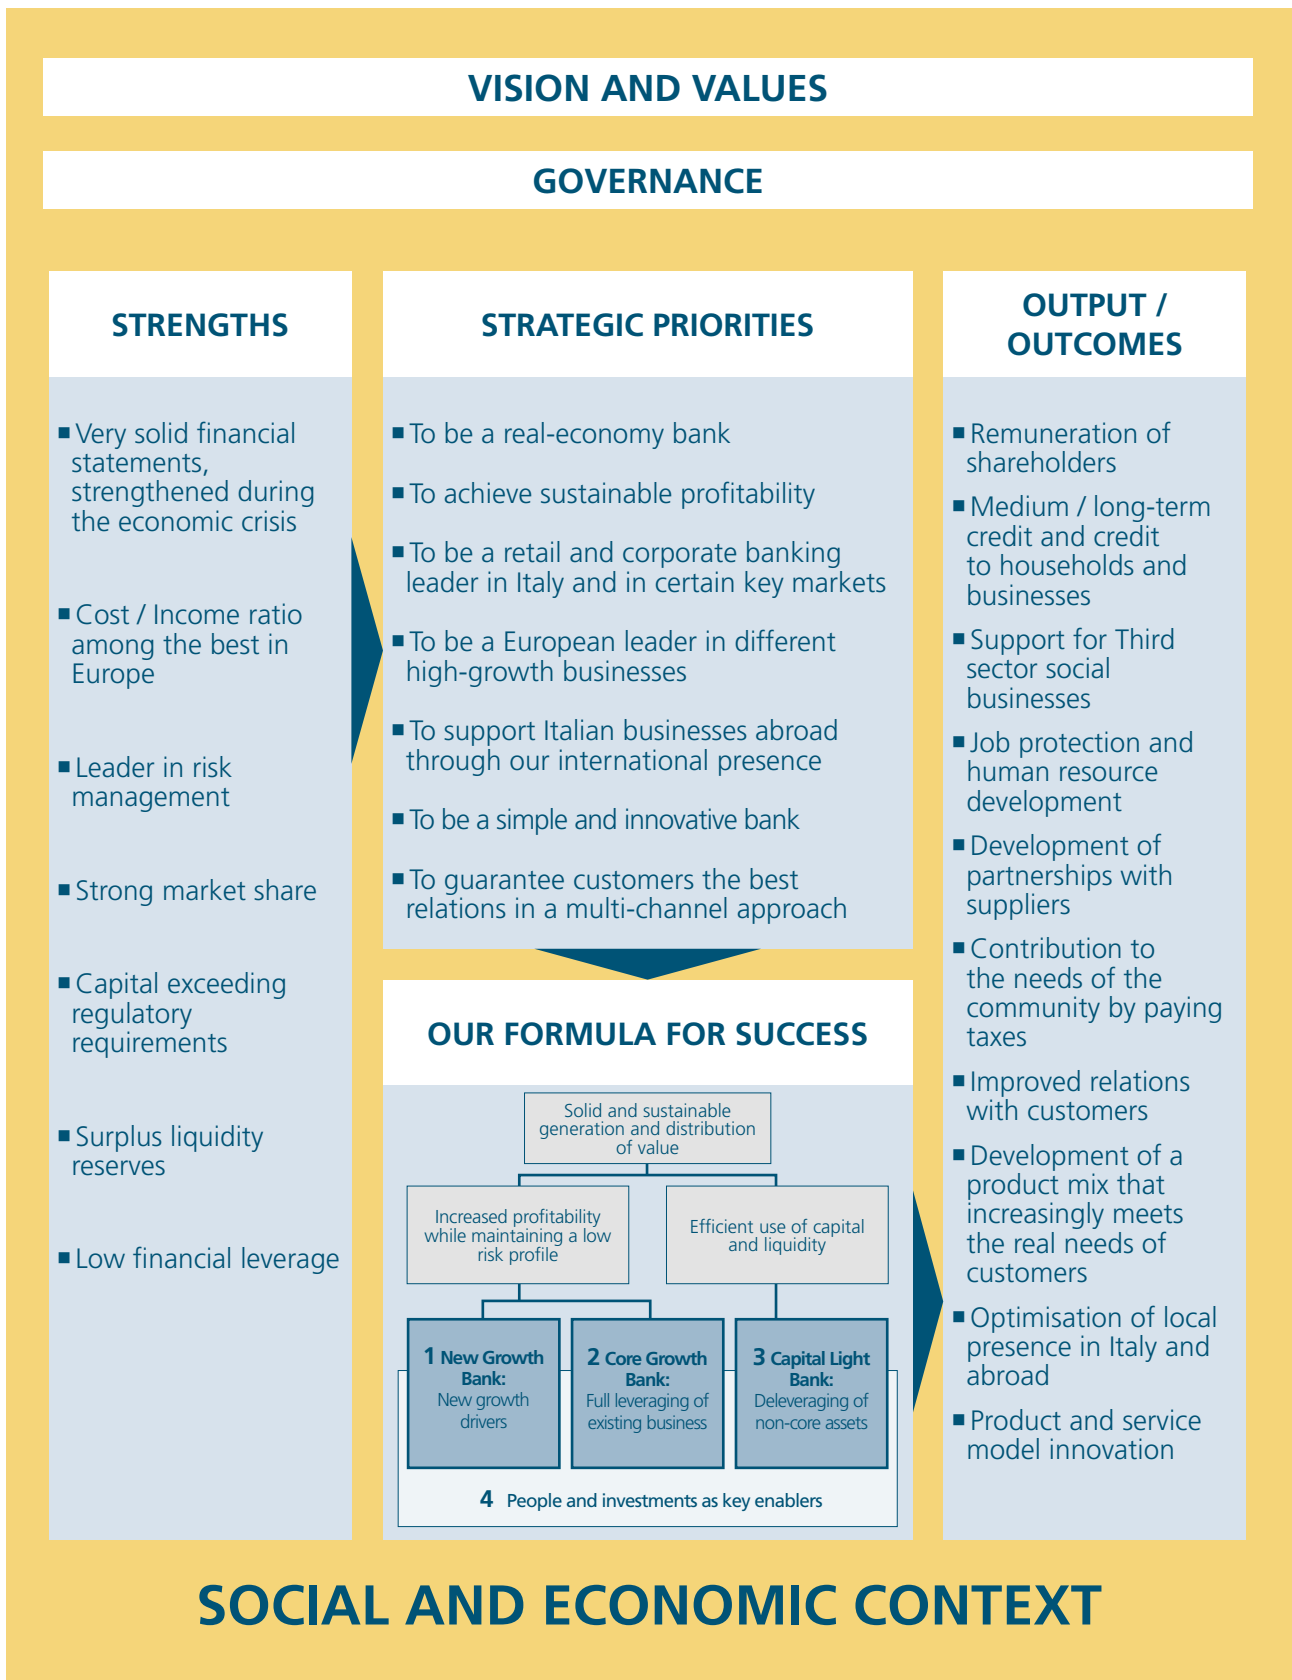 VISION AND VALUES
GOVERNANCE
STRENGTHS
■ Very solid financial
statements,
strengthened during
the economic crisis
■ Cost / Income ratio
among the best in
Europe
■ Leader in risk
management
■ Strong market share
■ Capital exceeding
regulatory
requirements
■ Surplus liquidity
reserves
■ Low financial leverage
STRATEGIC PRIORITIES
■ To be a real-economy bank
■ To achieve sustainable profitability
■ To be a retail and corporate banking
leader in Italy and in certain key markets
■ To be a European leader in different
high-growth businesses
■ To support Italian businesses abroad
through our international presence
■ To be a simple and innovative bank
■ To guarantee customers the best
relations in a multi-channel approach
OUR FORMULA FOR SUCCESS
Solid and sustainable
generation and distribution
of value
Increased profitability
while maintaining a low
risk profile
Efficient use of capital
and liquidity
1 New Growth
Bank:
New growth
drivers
2 Core Growth
Bank:
Full leveraging of
existing business
3 Capital Light
Bank:
Deleveraging of
non-core assets
4 People and investments as key enablers
OUTPUT /
OUTCOMES
■ Remuneration of
shareholders
■ Medium / long-term
credit and credit
to households and
businesses
■ Support for Third
sector social
businesses
■ Job protection and
human resource
development
■ Development of
partnerships with
suppliers
■ Contribution to
the needs of the
community by paying
taxes
■ Improved relations
with customers
■ Development of a
product mix that
increasingly meets
the real needs of
customers
■ Optimisation of local
presence in Italy and
abroad
■ Product and service
model innovation
SOCIAL AND ECONOMIC CONTEXT